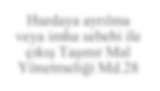 Hurdaya ayrılma
veya imha sebebi ile
çıkış Taşınır Mal
Yönetmeliği Md.28